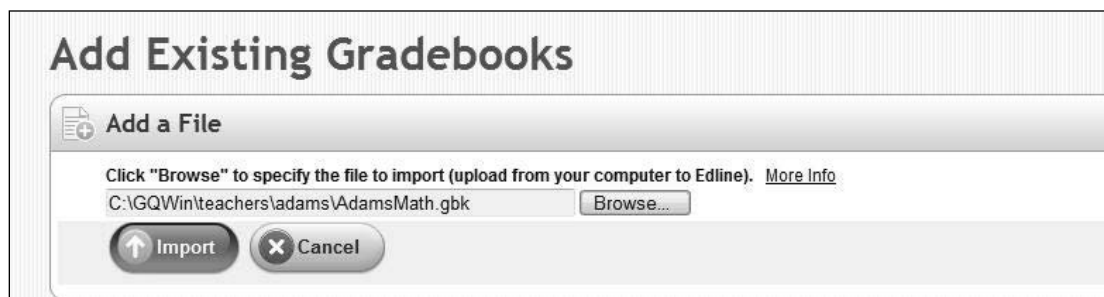 Add Existing Gradebooks
Add a File
Click "Browse" to specify the file to import (upload from your computer to Edline). More Info
C:\GQWin\teachers\adams\AdamsMath.gbk Browse...
Import Cancel